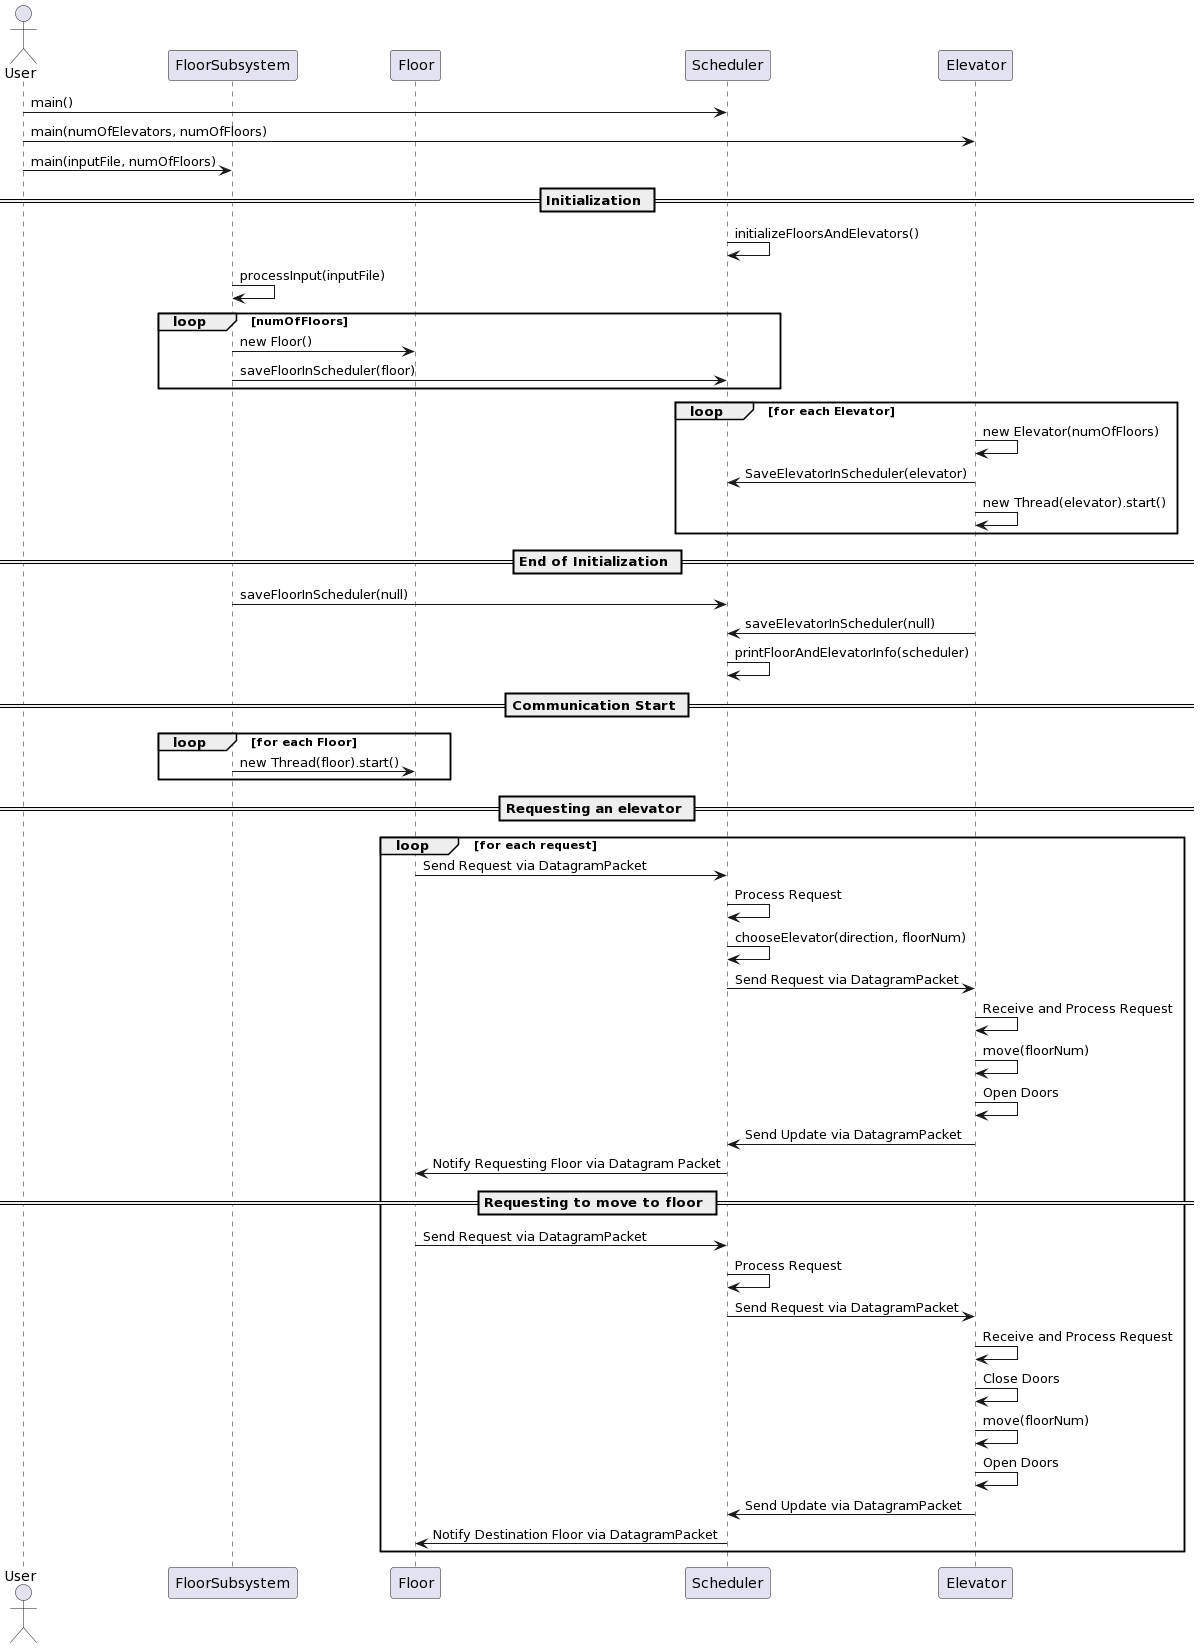 User
FloorSubsystem
Floor
Scheduler
Elevator
main()
main(numOfElevators, numOfFloors)
main(inputFile, numOfFloors)
Initialization
initializeFloorsAndElevators()
processInput(inputFile)
loop [numOfFloors]
new Floor()
saveFloorInScheduler(floor)
loop [for each Elevator]
new Elevator(numOfFloors)
SaveElevatorInScheduler(elevator)
new Thread(elevator).start()
End of Initialization
saveFloorInScheduler(null)
saveElevatorInScheduler(null)
printFloorAndElevatorInfo(scheduler)
Communication Start
loop [for each Floor]
new Thread(floor).start()
Requesting an elevator
loop [for each request]
Send Request via DatagramPacket
Process Request
chooseElevator(direction, floorNum)
Send Request via DatagramPacket
Receive and Process Request
move(floorNum)
Open Doors
Send Update via DatagramPacket
Notify Requesting Floor via Datagram Packet
Requesting to move to floor
Send Request via DatagramPacket
Process Request
Send Request via DatagramPacket
Receive and Process Request
Close Doors
move(floorNum)
Open Doors
Send Update via DatagramPacket
Notify Destination Floor via DatagramPacket
User
FloorSubsystem
Floor
Scheduler
Elevator